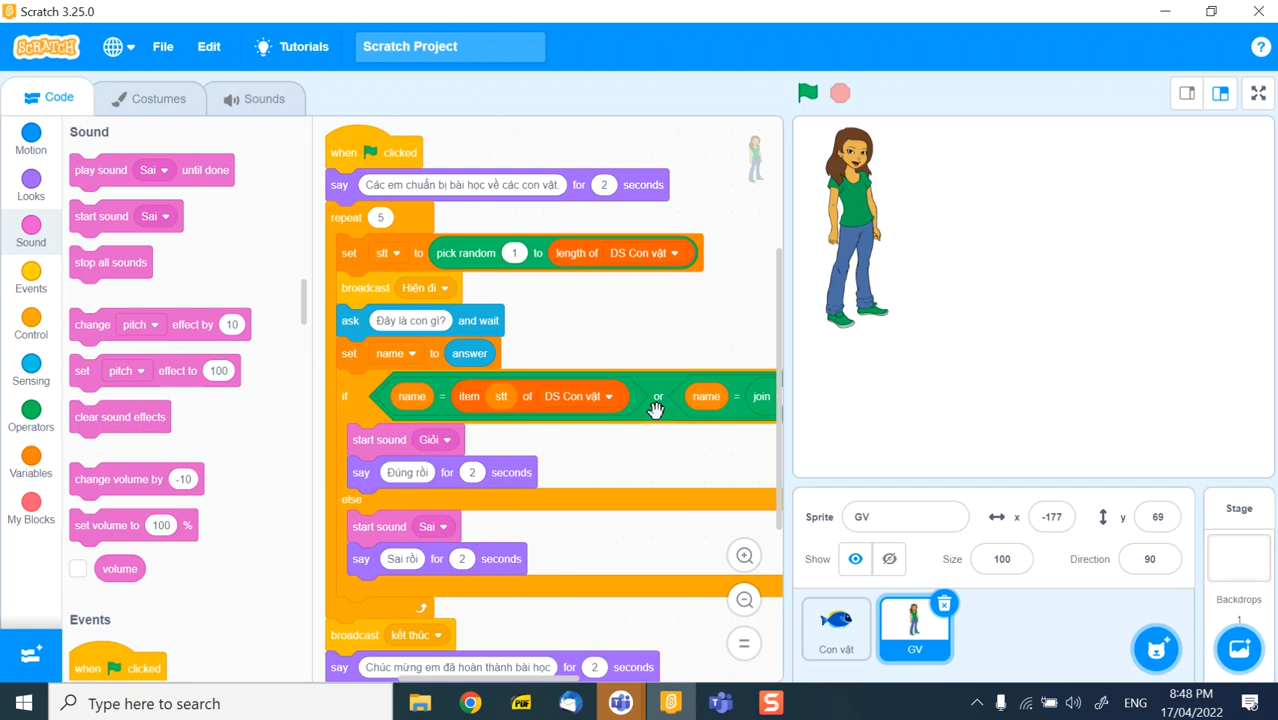 Scratch 3.25.0
SCRATCH File Edit Tutorials Scratch Project ?
Code Costumes Sounds
Motion
Looks
Sound
Events
Control
Sensing
Operators
Variables
My Blocks
Sound
play sound Sai until done
start sound Sai
stop all sounds
change pitch effect by 10
set pitch effect to 100
clear sound effects
change volume by -10
set volume to 100 %
volume
Events
when clicked
when clicked
say Các em chuẩn bị bài học về các con vật. for 2 seconds
repeat 5
set stt to pick random 1 to length of DS Con vật
broadcast Hiện đi
ask Đây là con gì? and wait
set name to answer
if name = item stt of DS Con vật or name = join
start sound Giỏi
say Đúng rồi for 2 seconds
else
start sound Sai
say Sai rồi for 2 seconds
broadcast kết thúc
say Chúc mừng em đã hoàn thành bài học for 2 seconds
Sprite GV x -177 y 69
Show Size 100 Direction 90
Con vật
GV
Stage
Backdrops
1
Type here to search
PDF
S
ENG
8:48 PM
17/04/2022